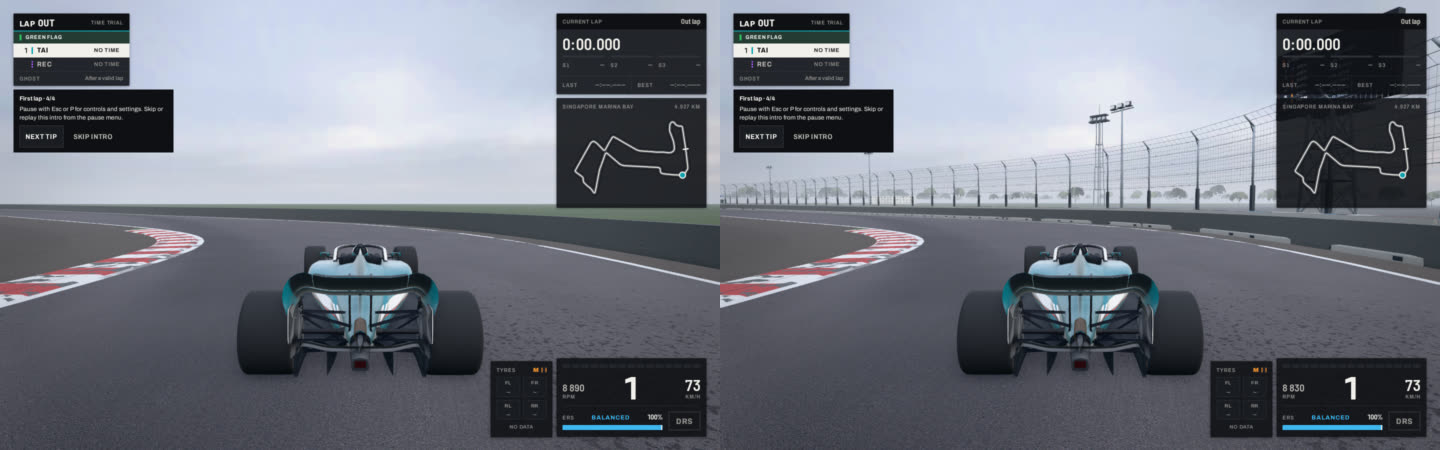 LAP OUT TIME TRIAL
GREEN FLAG
1 TAI NO TIME
REC NO TIME
GHOST After a valid lap
First lap · 4/4
Pause with Esc or P for controls and settings. Skip or
replay this intro from the pause menu.
NEXT TIP SKIP INTRO
CURRENT LAP Out lap
0:00.000
S1 — S2 — S3 —
LAST --:--.--- BEST --:--.---
SINGAPORE MARINA BAY 4.927 KM
TYRES M
FL FR
– –
RL RR
– –
NO DATA
8 890 RPM
1
73 KM/H
ERS BALANCED 100%
DRS
LAP OUT TIME TRIAL
GREEN FLAG
1 TAI NO TIME
REC NO TIME
GHOST After a valid lap
First lap · 4/4
Pause with Esc or P for controls and settings. Skip or
replay this intro from the pause menu.
NEXT TIP SKIP INTRO
CURRENT LAP Out lap
0:00.000
S1 — S2 — S3 —
LAST --:--.--- BEST --:--.---
SINGAPORE MARINA BAY 4.927 KM
TYRES M
FL FR
– –
RL RR
– –
NO DATA
8 830 RPM
1
73 KM/H
ERS BALANCED 100%
DRS